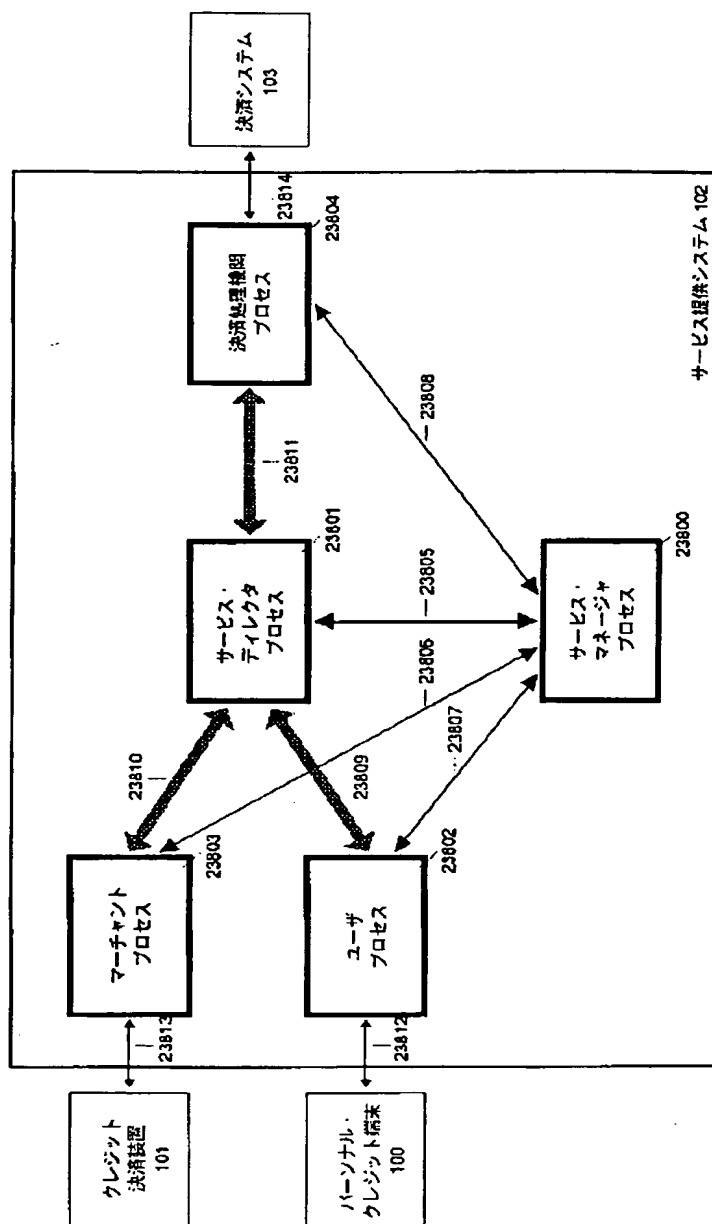 クレジット
決済装置
101
23813
マーチャント
プロセス
23803
23810
パーソナル・
クレジット端末
100
23812
ユーザ
プロセス
23802
23809
サービス・
ディレクタ
プロセス
23801
23811
決済処理機関
プロセス
23804
23814
決済システム
103
23805
23806
23807
23808
サービス・
マネージャ
プロセス
23800
サービス提供システム 102